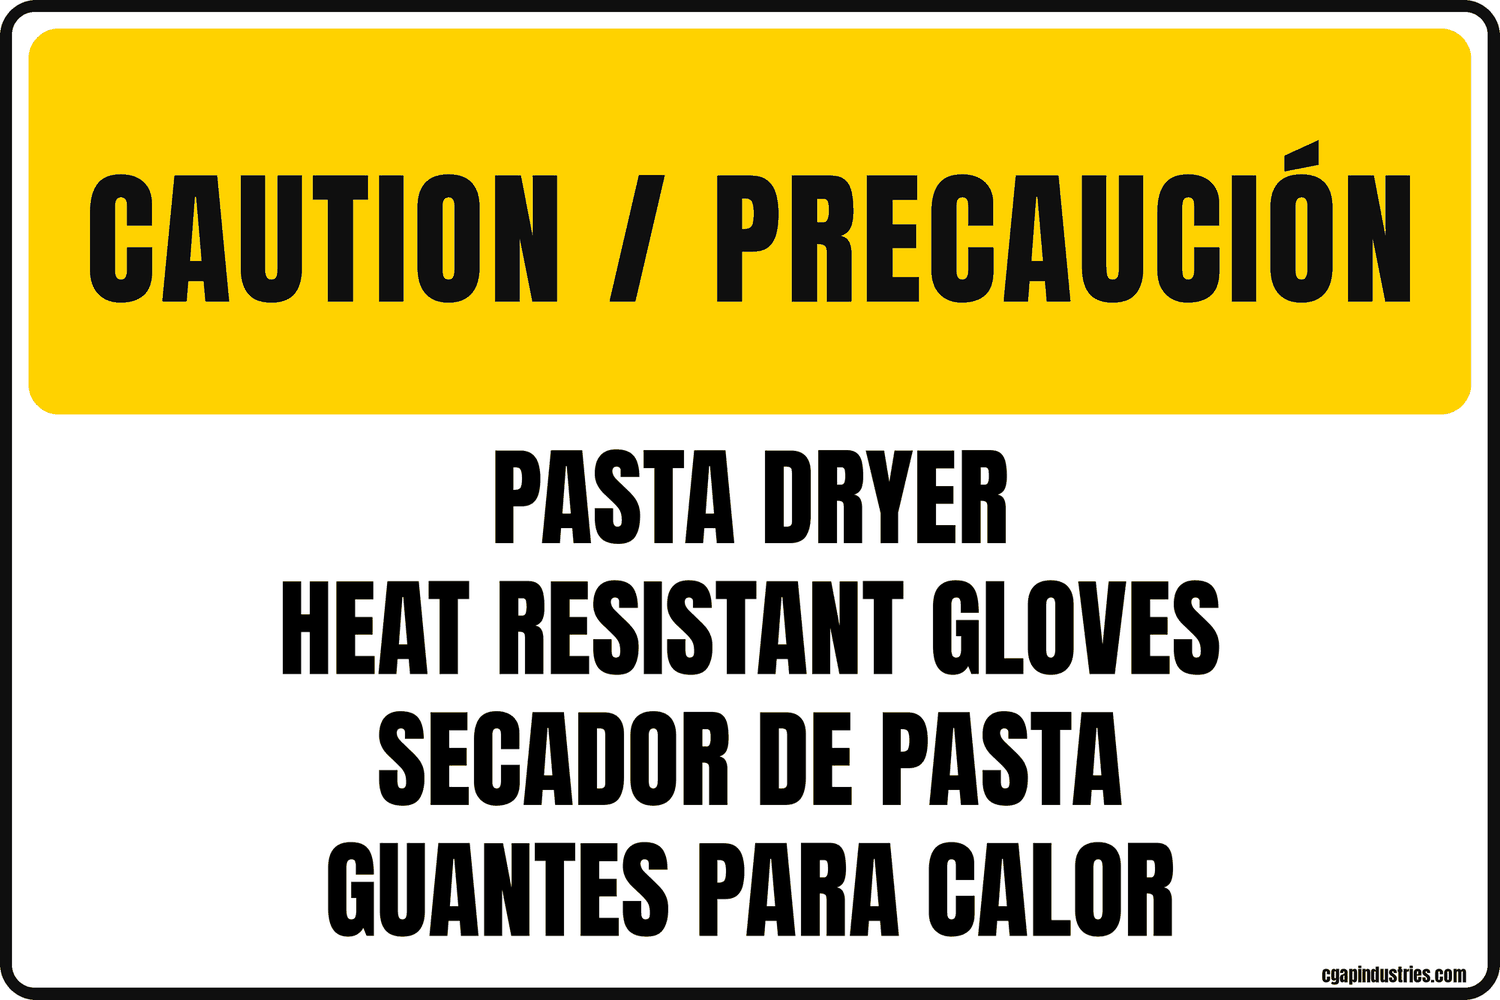 CAUTION / PRECAUCIÓN
PASTA DRYER
HEAT RESISTANT GLOVES
SECADOR DE PASTA
GUANTES PARA CALOR
cgapindustries.com